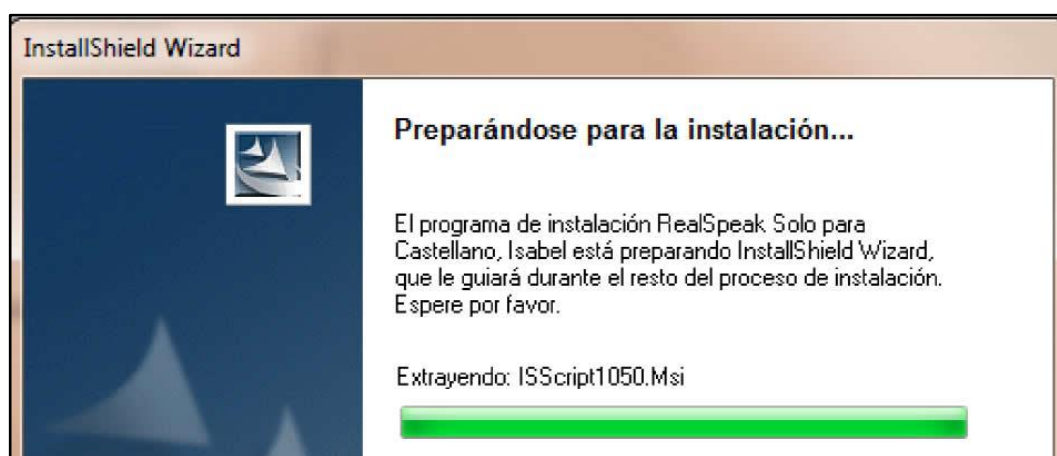 InstallShield Wizard
Preparándose para la instalación...
El programa de instalación RealSpeak Solo para
Castellano, Isabel está preparando InstallShield Wizard,
que le guiará durante el resto del proceso de instalación.
Espere por favor.
Extrayendo: ISScript1050.Msi